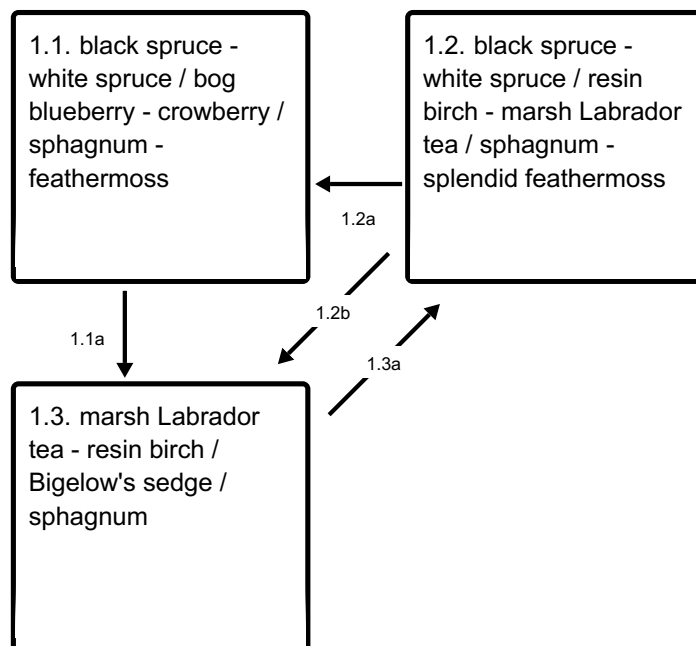 1.1. black spruce -
white spruce / bog
blueberry - crowberry /
sphagnum -
feathermoss
1.2. black spruce -
white spruce / resin
birch - marsh Labrador
tea / sphagnum -
splendid feathermoss
1.2a
1.2b
1.1a
1.3a
1.3. marsh Labrador
tea - resin birch /
Bigelow's sedge /
sphagnum